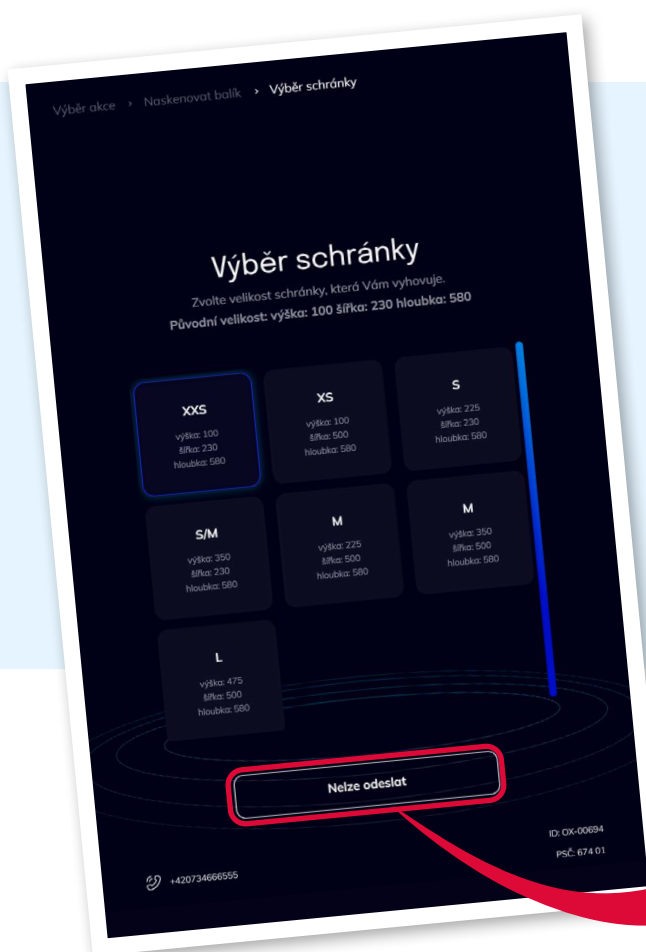 Výběr akce › Naskenovat balík › Výběr schránky
Výběr schránky
Zvolte velikost schránky, která Vám vyhovuje.
Původní velikost: výška: 100 šířka: 230 hloubka: 580
XXS
výška: 100
šířka: 230
hloubka: 580
XS
výška: 100
šířka: 500
hloubka: 580
S
výška: 225
šířka: 230
hloubka: 580
S/M
výška: 350
šířka: 230
hloubka: 580
M
výška: 225
šířka: 500
hloubka: 580
M
výška: 350
šířka: 500
hloubka: 580
L
výška: 475
šířka: 500
hloubka: 580
Nelze odeslat
+420734666555
ID: OX-00694
PSČ: 674 01